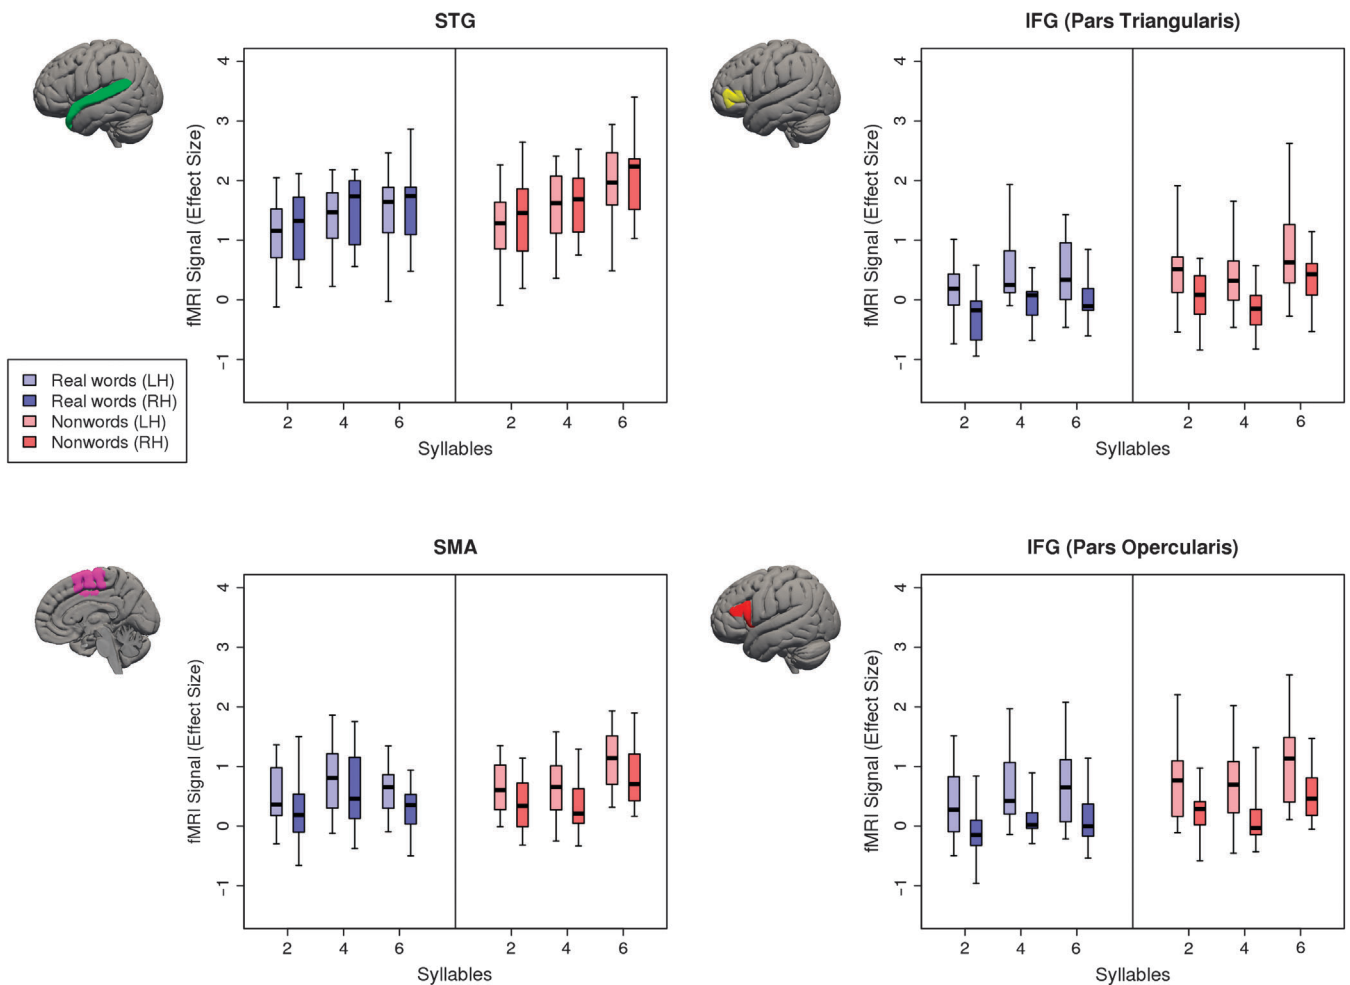 STG
fMRI Signal (Effect Size)
4
3
2
1
0
-1
2 4 6 2 4 6
Syllables
IFG (Pars Triangularis)
fMRI Signal (Effect Size)
4
3
2
1
0
-1
2 4 6 2 4 6
Syllables
Real words (LH)
Real words (RH)
Nonwords (LH)
Nonwords (RH)
SMA
fMRI Signal (Effect Size)
4
3
2
1
0
-1
2 4 6 2 4 6
Syllables
IFG (Pars Opercularis)
fMRI Signal (Effect Size)
4
3
2
1
0
-1
2 4 6 2 4 6
Syllables